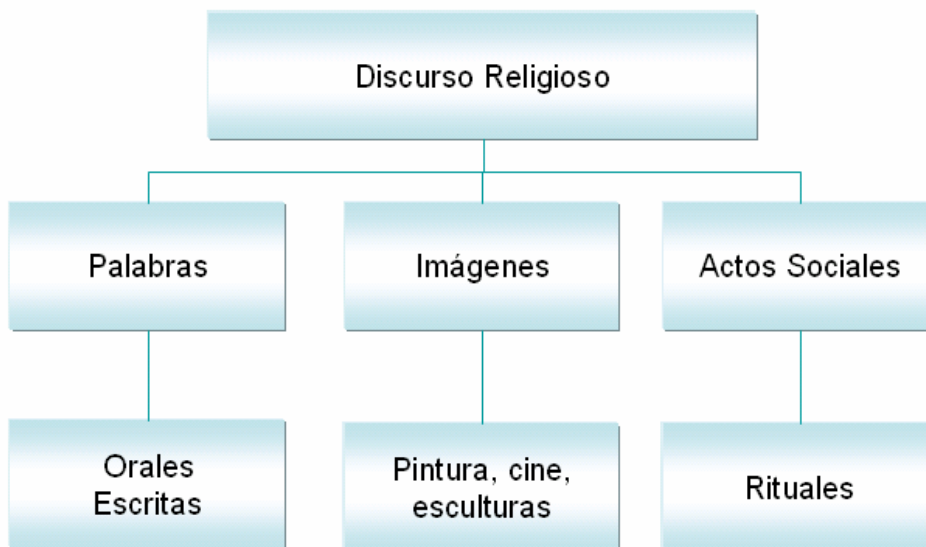 Discurso Religioso
Palabras
Imágenes
Actos Sociales
Orales
Escritas
Pintura, cine,
esculturas
Rituales